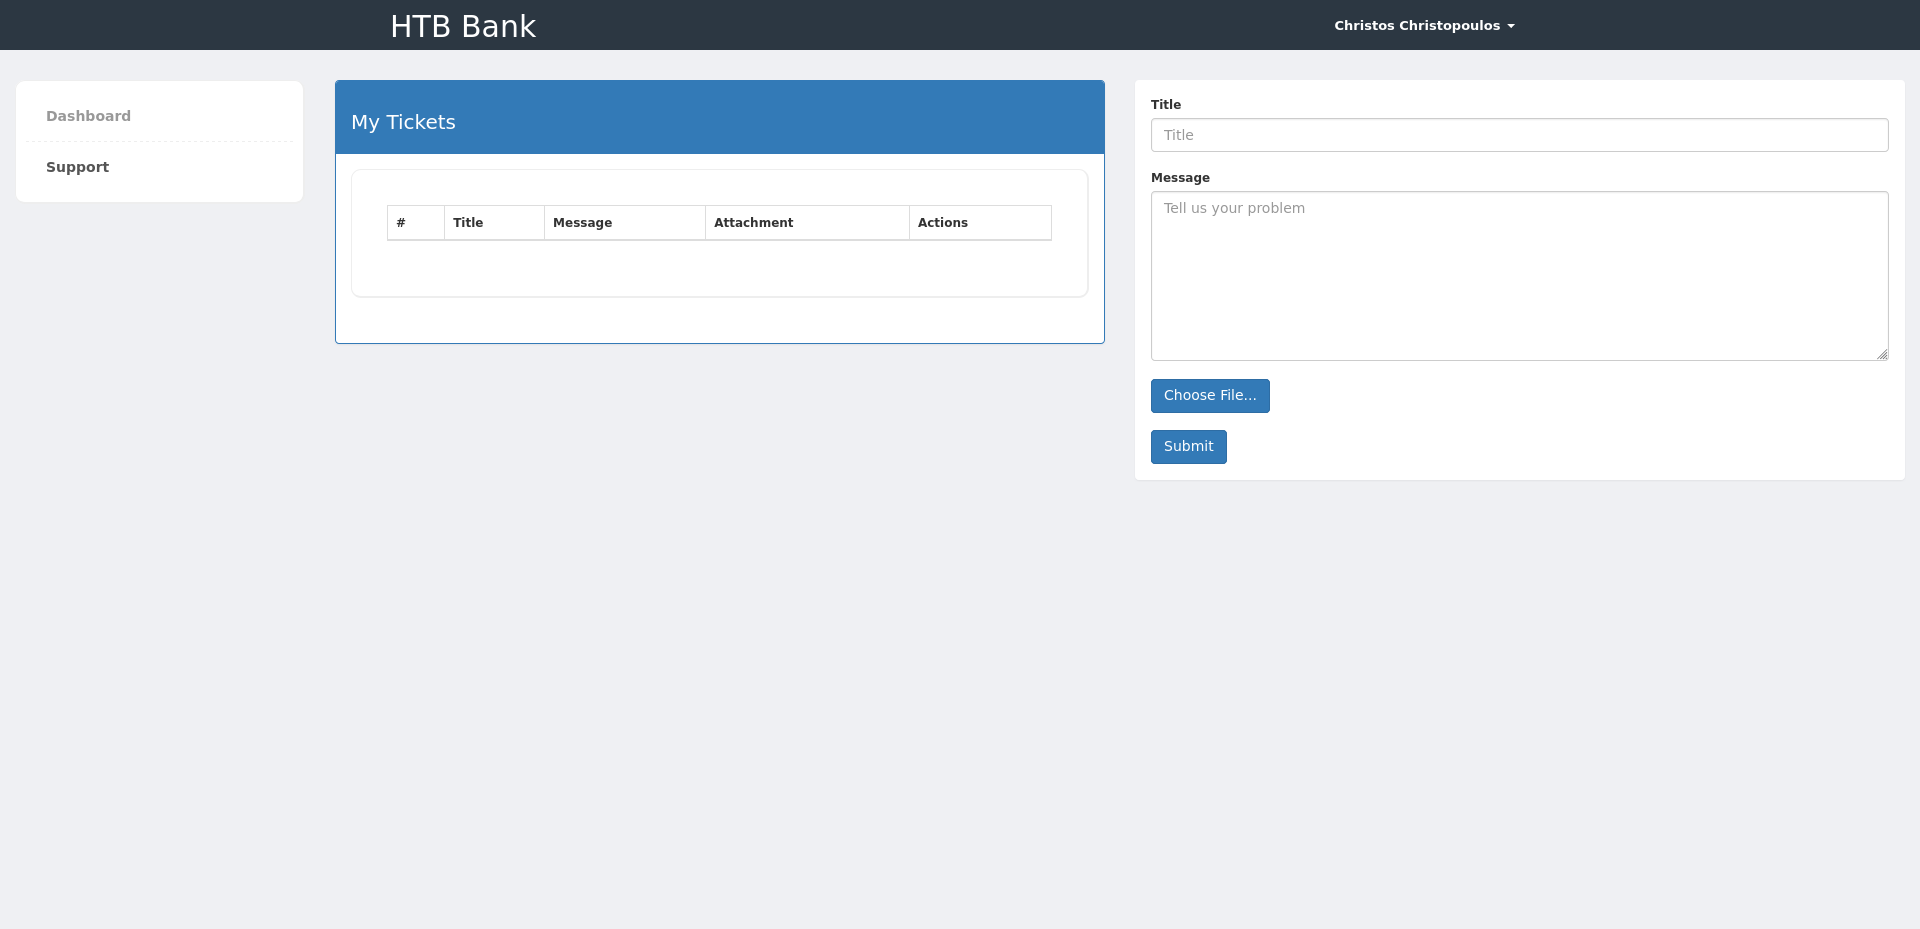 HTB Bank
Christos Christopoulos
Dashboard
Support
My Tickets
# Title Message Attachment Actions
Title
Title
Message
Tell us your problem
Choose File...
Submit